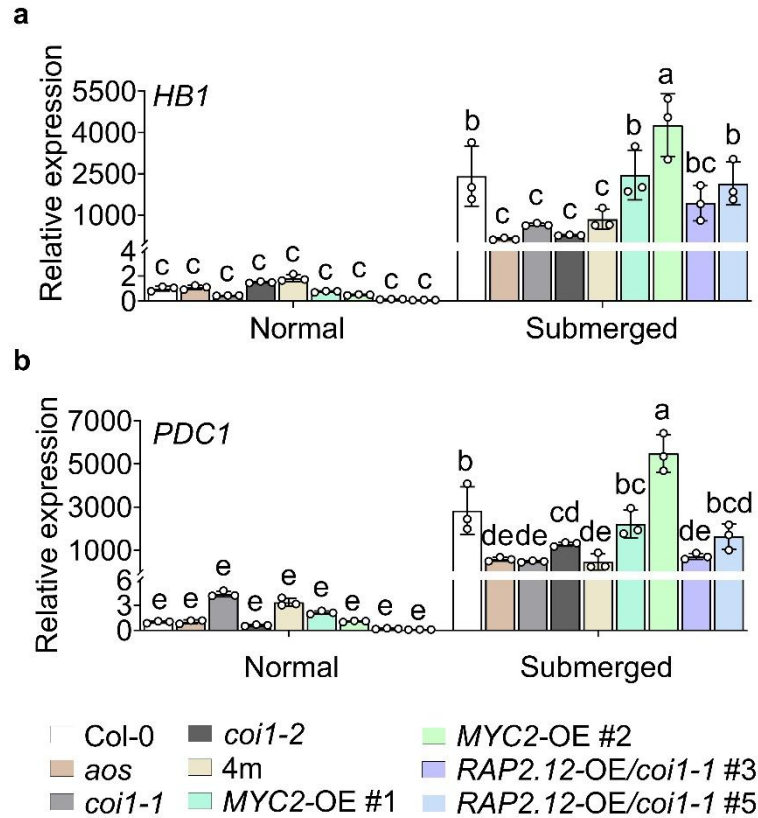 a
HB1
Relative expression
5500
4000
2500
1000
4
2
0
c c c c c c c c c
b c c c c b a bc b
Normal Submerged
b
PDC1
Relative expression
7000
5000
3000
1000
6
3
0
e e e e e e e e e
b de de cd de bc a de bcd
Normal Submerged
Col-0 coi1-2 MYC2-OE #2
aos 4m RAP2.12-OE/coi1-1 #3
coi1-1 MYC2-OE #1 RAP2.12-OE/coi1-1 #5